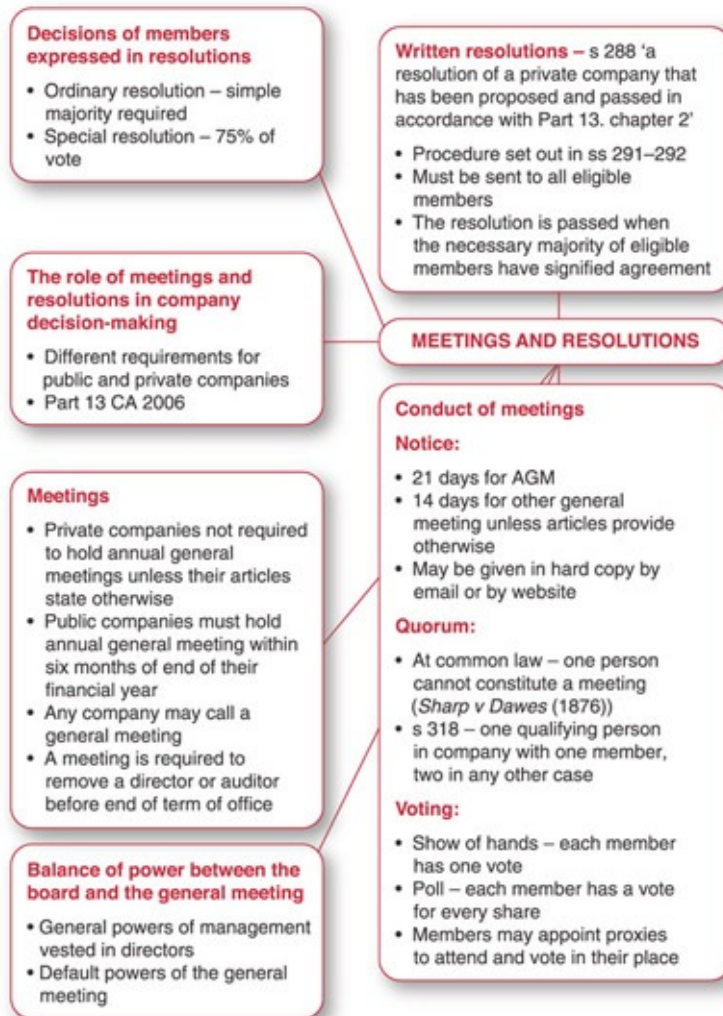 Decisions of members
expressed in resolutions
• Ordinary resolution – simple
majority required
• Special resolution – 75% of
vote
Written resolutions – s 288 ‘a
resolution of a private company that
has been proposed and passed in
accordance with Part 13. chapter 2’
• Procedure set out in ss 291–292
• Must be sent to all eligible
members
• The resolution is passed when
the necessary majority of eligible
members have signified agreement
The role of meetings and
resolutions in company
decision-making
• Different requirements for
public and private companies
• Part 13 CA 2006
MEETINGS AND RESOLUTIONS
Meetings
• Private companies not required
to hold annual general
meetings unless their articles
state otherwise
• Public companies must hold
annual general meeting within
six months of end of their
financial year
• Any company may call a
general meeting
• A meeting is required to
remove a director or auditor
before end of term of office
Balance of power between the
board and the general meeting
• General powers of management
vested in directors
• Default powers of the general
meeting
Conduct of meetings
Notice:
• 21 days for AGM
• 14 days for other general
meeting unless articles provide
otherwise
• May be given in hard copy by
email or by website
Quorum:
• At common law – one person
cannot constitute a meeting
(Sharp v Dawes (1876))
• s 318 – one qualifying person
in company with one member,
two in any other case
Voting:
• Show of hands – each member
has one vote
• Poll – each member has a vote
for every share
• Members may appoint proxies
to attend and vote in their place